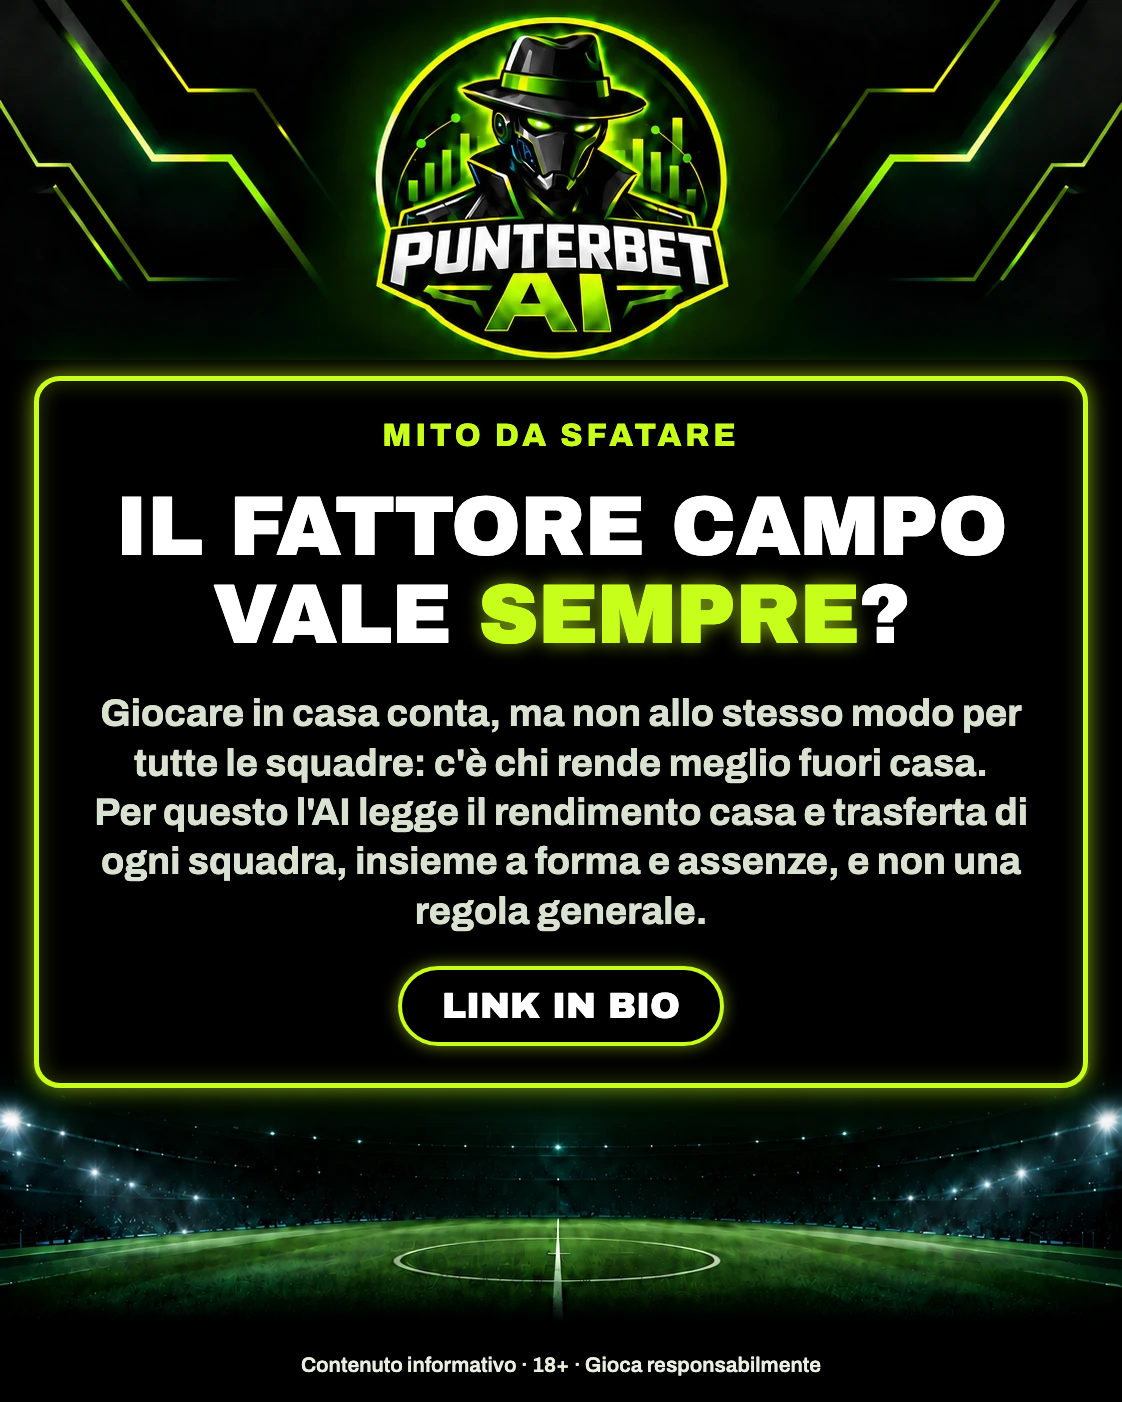 PUNTERBET
AI
MITO DA SFATARE
IL FATTORE CAMPO
VALE SEMPRE?
Giocare in casa conta, ma non allo stesso modo per
tutte le squadre: c'è chi rende meglio fuori casa.
Per questo l'AI legge il rendimento casa e trasferta di
ogni squadra, insieme a forma e assenze, e non una
regola generale.
LINK IN BIO
Contenuto informativo · 18+ · Gioca responsabilmente